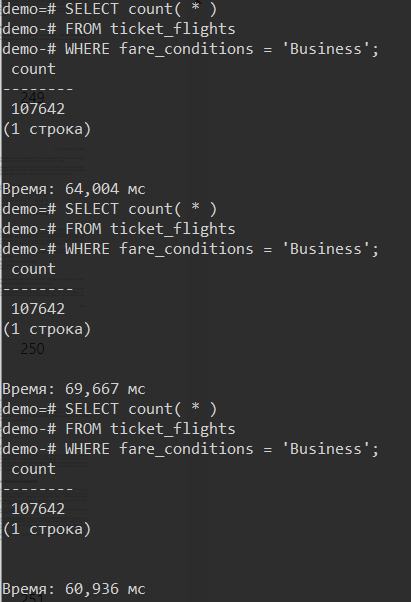 demo=# SELECT count( * )
demo-# FROM ticket_flights
demo-# WHERE fare_conditions = 'Business';
count
--------
249
107642
(1 строка)
Время: 64,004 мс
demo=# SELECT count( * )
demo-# FROM ticket_flights
demo-# WHERE fare_conditions = 'Business';
count
--------
107642
(1 строка)
250
Время: 69,667 мс
demo=# SELECT count( * )
demo-# FROM ticket_flights
demo-# WHERE fare_conditions = 'Business';
count
--------
107642
(1 строка)
Время: 60,936 мс
251